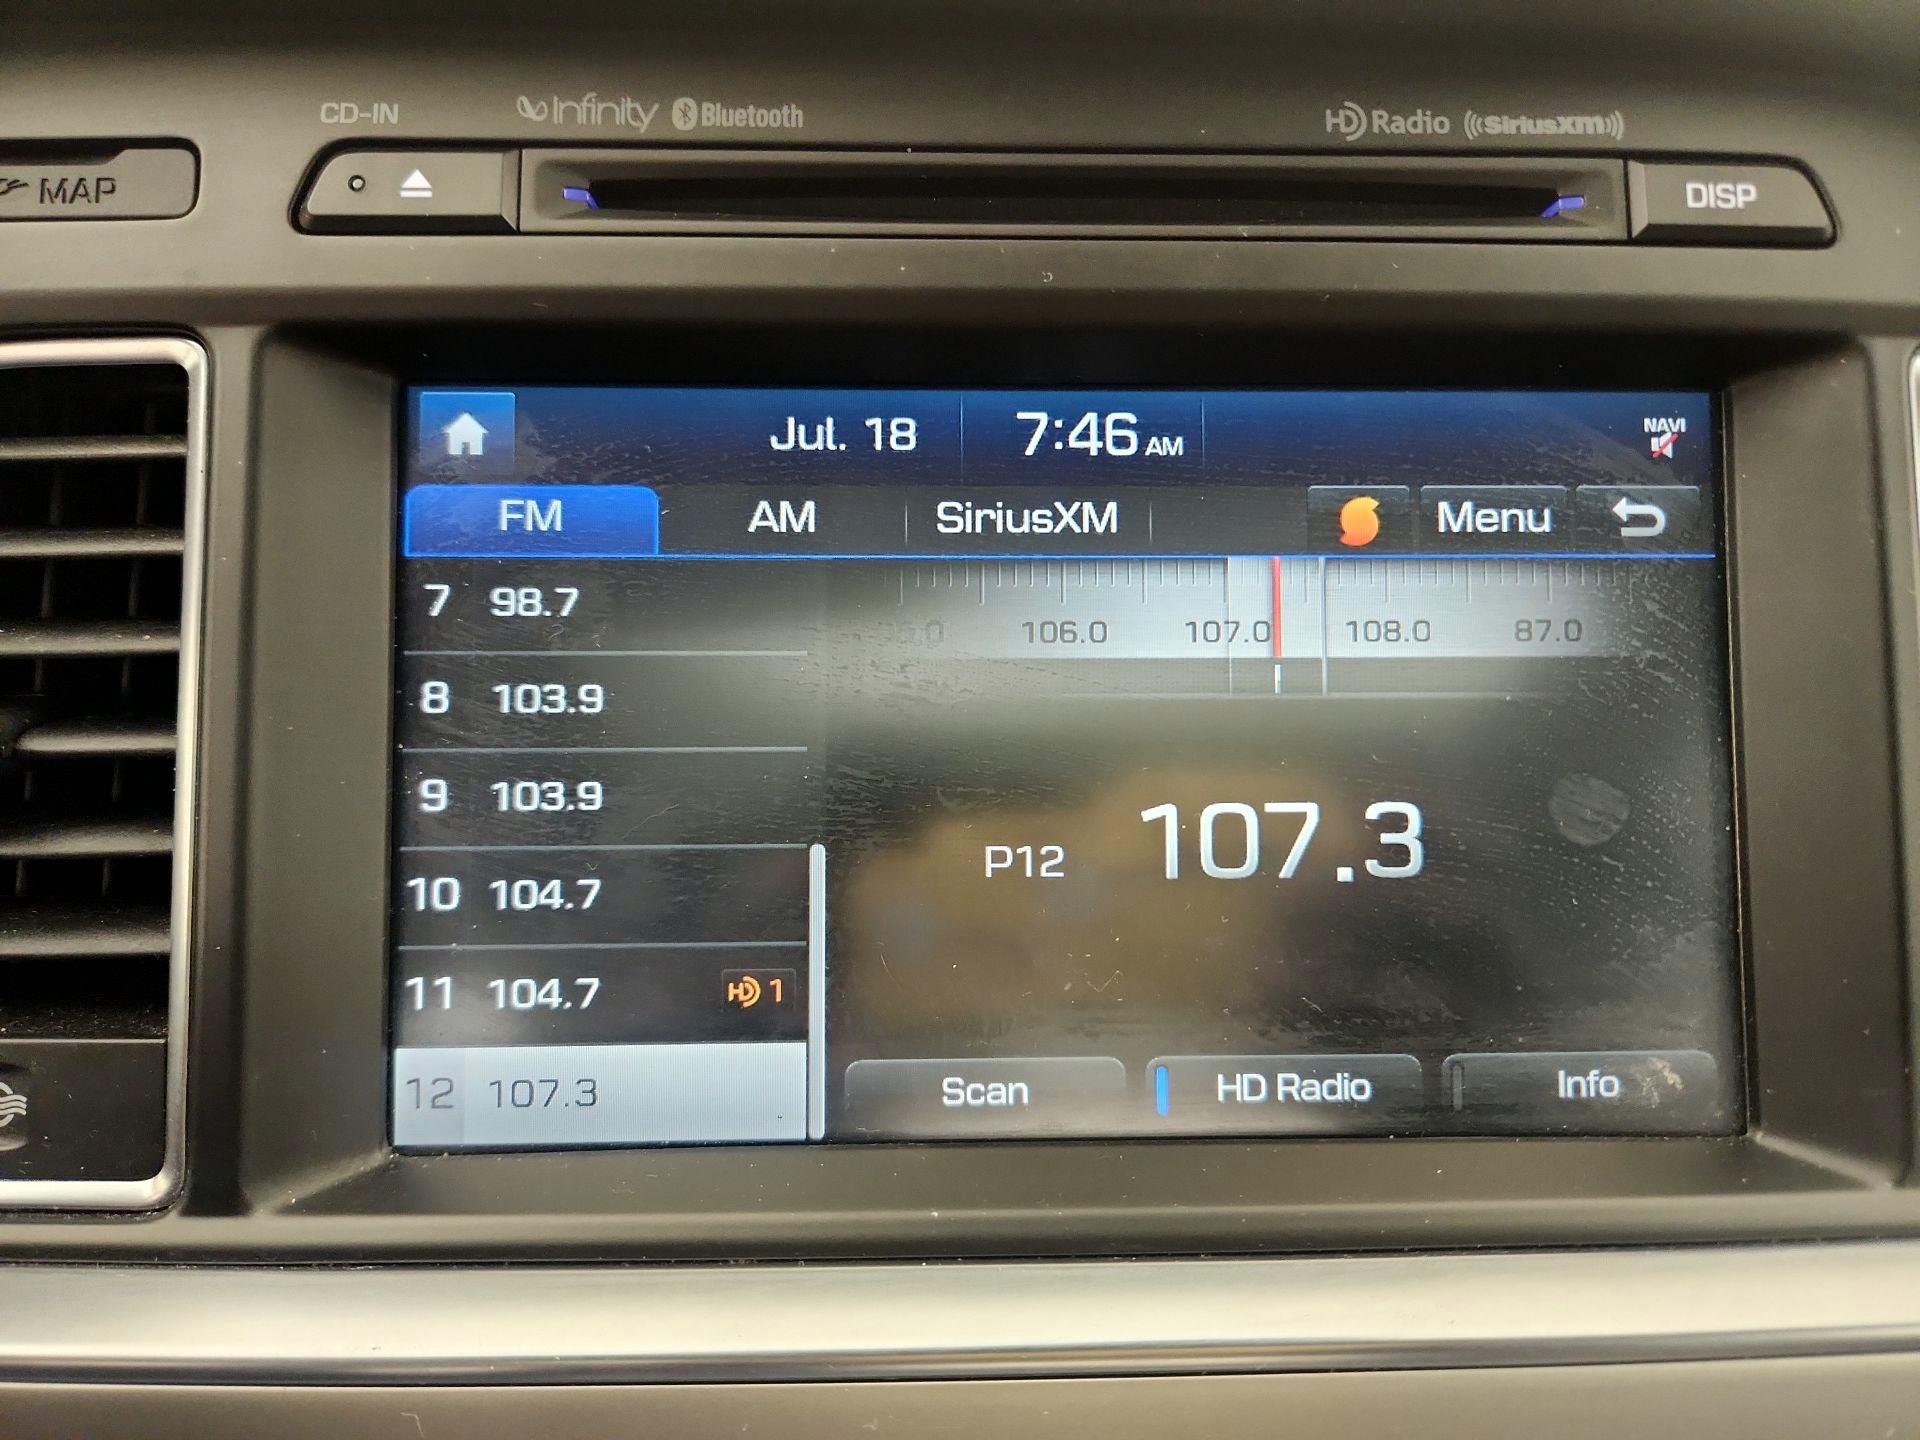 CD-IN
Infinity Bluetooth
HD Radio SiriusXM
MAP
DISP
Jul. 18 7:46 AM
NAVI
FM AM SiriusXM Menu
7 98.7
8 103.9
9 103.9
10 104.7
11 104.7 HD 1
12 107.3
106.0 107.0 108.0 87.0
P12 107.3
Scan HD Radio Info